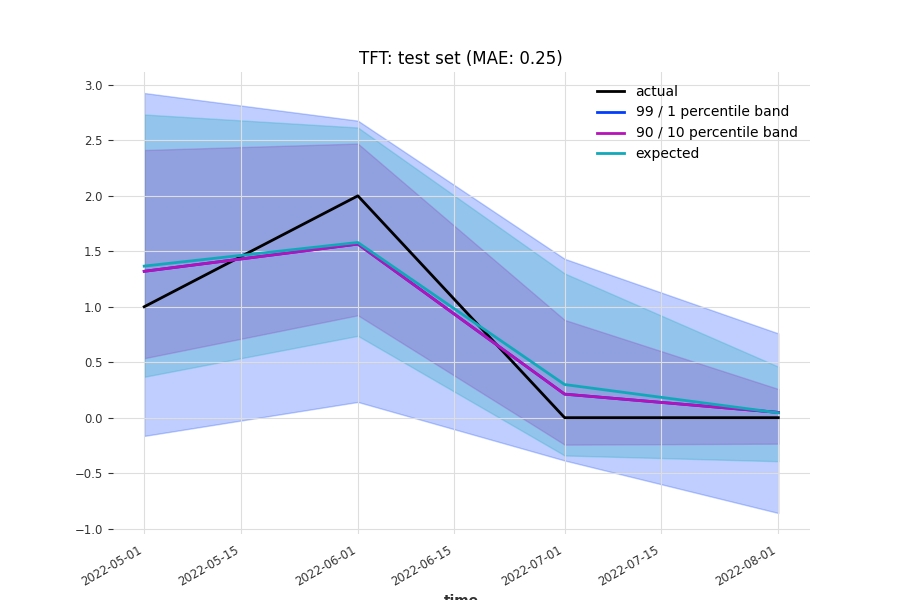 TFT: test set (MAE: 0.25)
actual
99 / 1 percentile band
90 / 10 percentile band
expected
3.0
2.5
2.0
1.5
1.0
0.5
0.0
−0.5
−1.0
2022-05-01
2022-05-15
2022-06-01
2022-06-15
2022-07-01
2022-07-15
2022-08-01
time